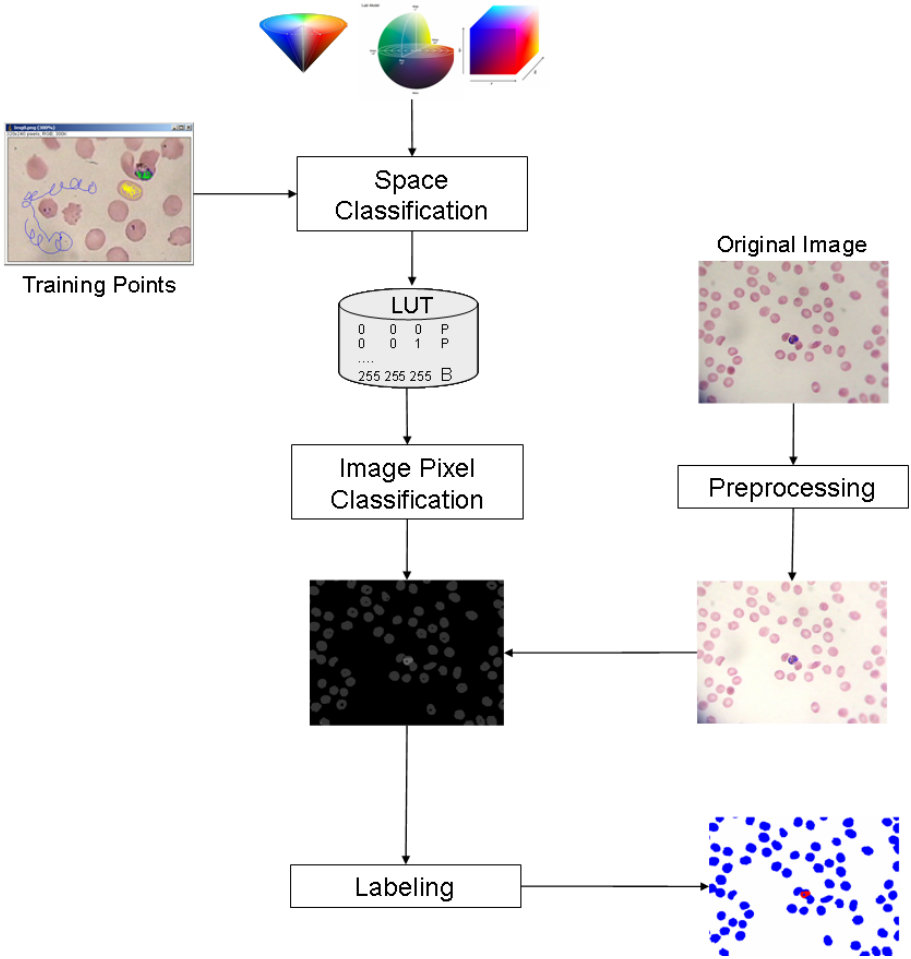 Space
Classification
Training Points
Original Image
LUT
0 0 0 P
0 0 1 P
....
255 255 255 B
Image Pixel
Classification
Preprocessing
Labeling